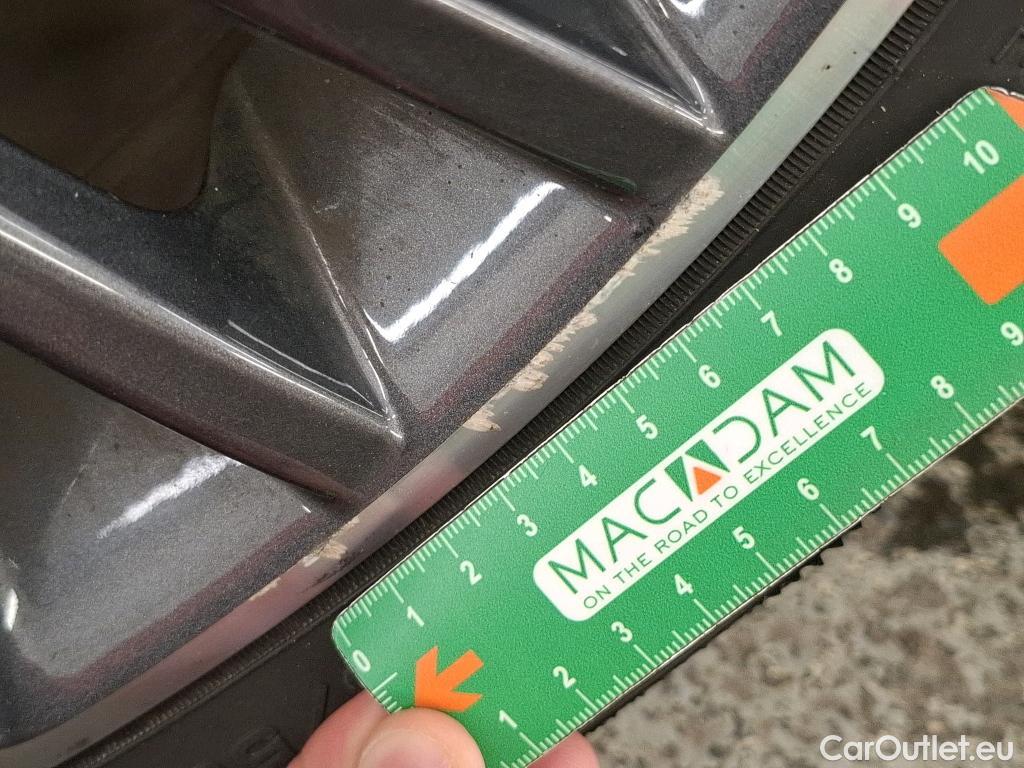 0 1 2 3 4 5 6 7 8 9 10
MACADAM
ON THE ROAD TO EXCELLENCE
1 2 3 4 5 6 7 8 9
CarOutlet.eu